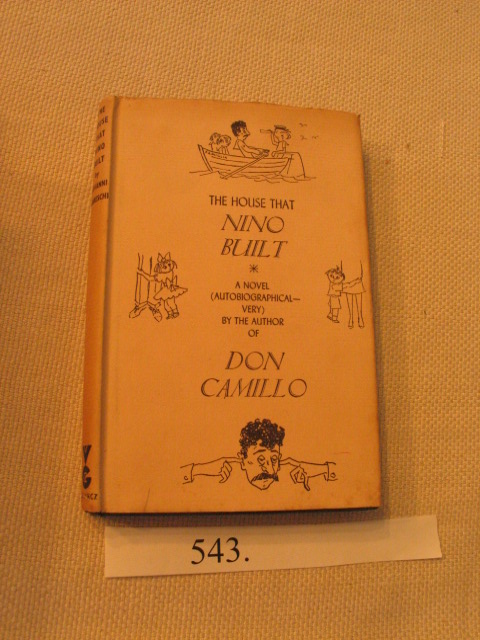 THE HOUSE THAT
NINO
BUILT
*
A NOVEL
(AUTOBIOGRAPHICAL—
VERY)
BY THE AUTHOR
OF
DON
CAMILLO
543.